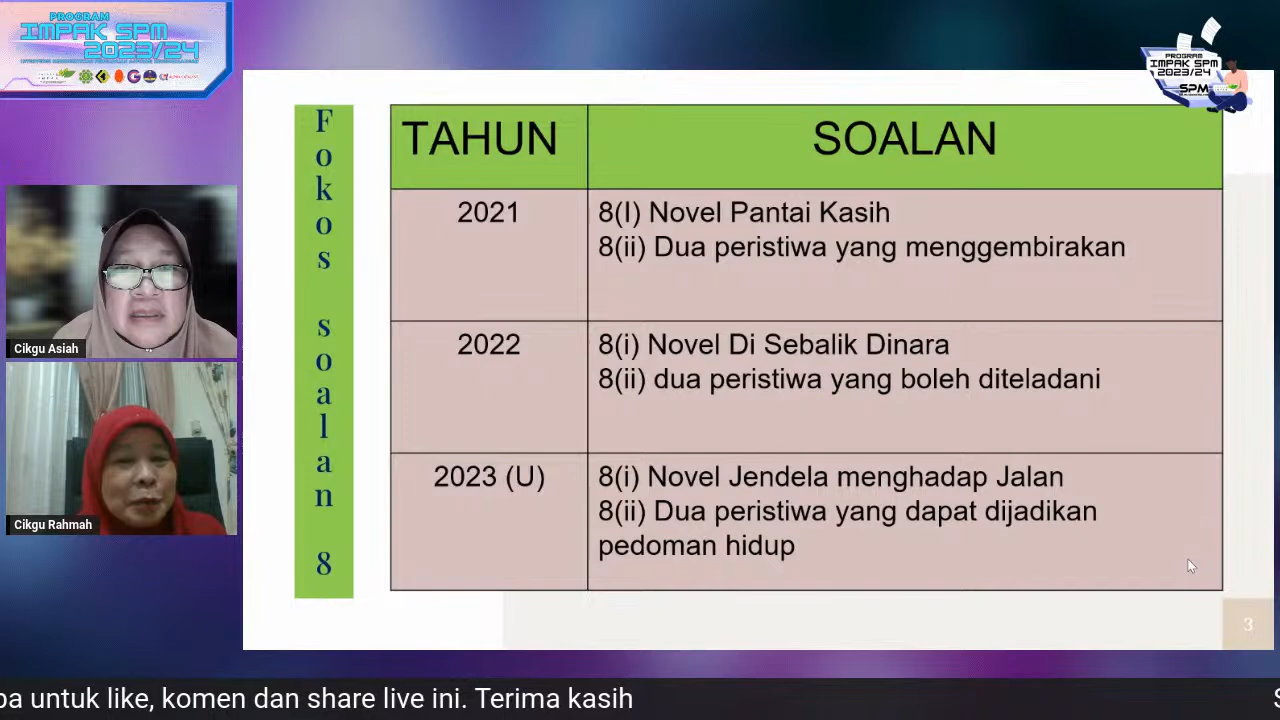 PROGRAM
IMPAK SPM
2023/24
PROGRAM
IMPAK SPM
2023/24
SPM
Fokos soalan 8
TAHUN SOALAN
2021 8(I) Novel Pantai Kasih
8(ii) Dua peristiwa yang menggembirakan
2022 8(i) Novel Di Sebalik Dinara
8(ii) dua peristiwa yang boleh diteladani
2023 (U) 8(i) Novel Jendela menghadap Jalan
8(ii) Dua peristiwa yang dapat dijadikan
pedoman hidup
Cikgu Asiah
Cikgu Rahmah
3
pa untuk like, komen dan share live ini. Terima kasih S